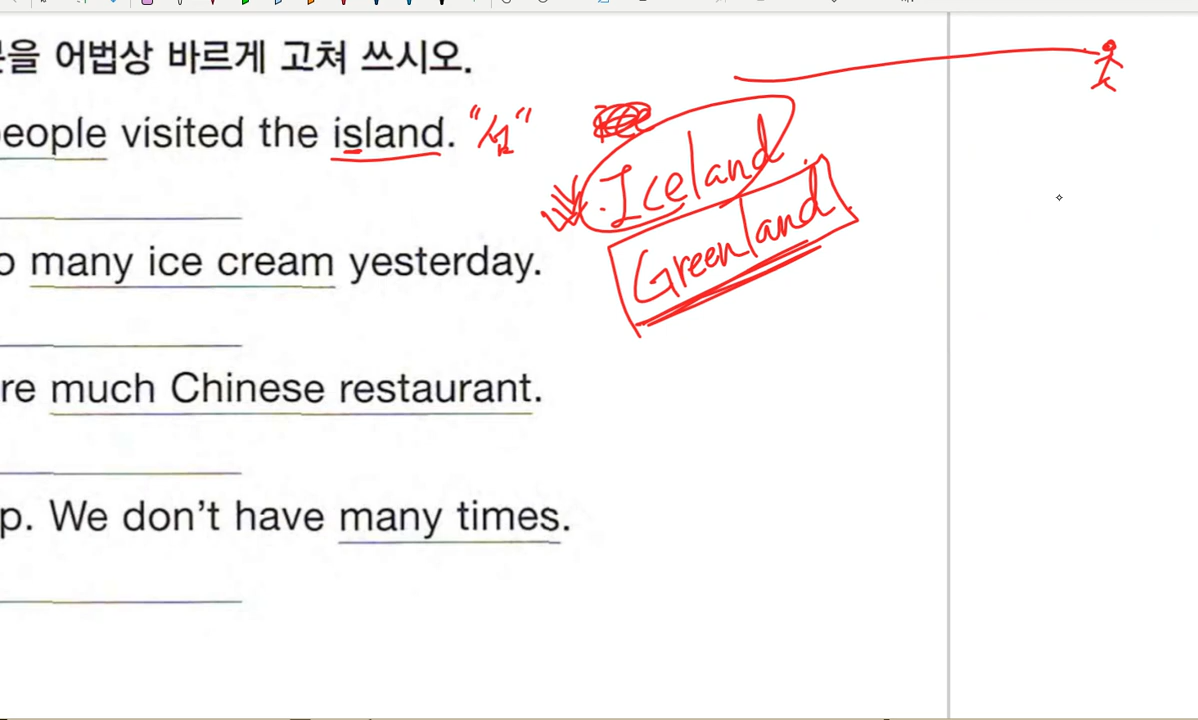 을 어법상 바르게 고쳐 쓰시오.
eople visited the island. "섬"
Iceland
Greenland
o many ice cream yesterday.
re much Chinese restaurant.
p. We don't have many times.